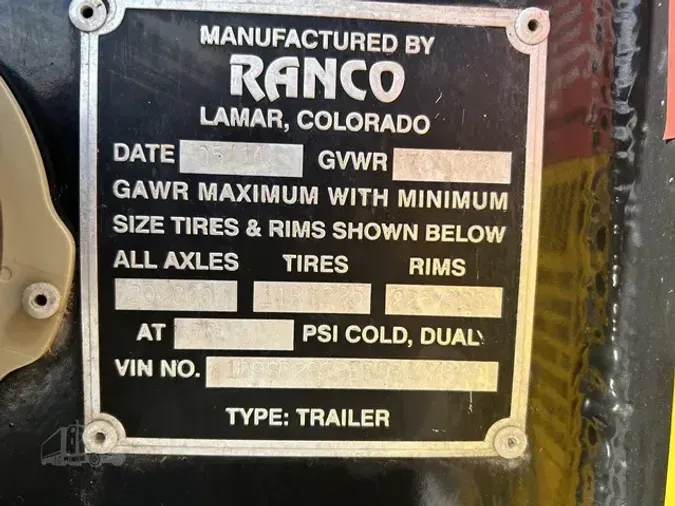 MANUFACTURED BY
RANCO
LAMAR, COLORADO
DATE GVWR
GAWR MAXIMUM WITH MINIMUM
SIZE TIRES & RIMS SHOWN BELOW
ALL AXLES TIRES RIMS
AT PSI COLD, DUAL
VIN NO.
TYPE: TRAILER